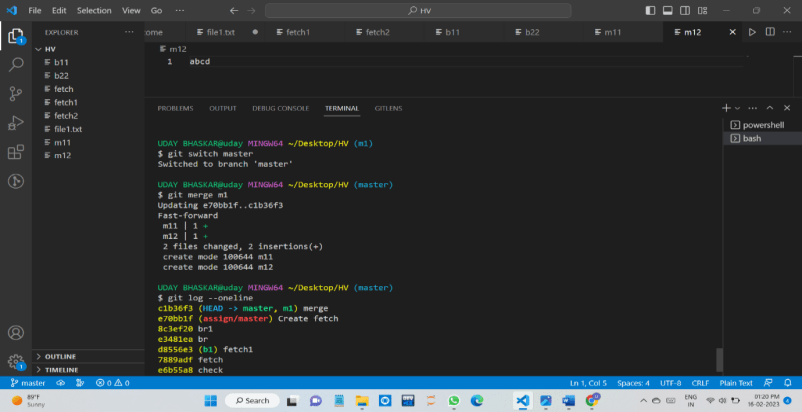 File Edit Selection View Go ··· HV
EXPLORER ···
HV
b11
b22
fetch
fetch1
fetch2
file1.txt
m11
m12
OUTLINE
TIMELINE
ome file1.txt fetch1 fetch2 b11 b22 m11 m12
m12
1 abcd
PROBLEMS OUTPUT DEBUG CONSOLE TERMINAL GITLENS
powershell
bash
UDAY BHASKAR@uday MINGW64 ~/Desktop/HV (m1)
$ git switch master
Switched to branch 'master'
UDAY BHASKAR@uday MINGW64 ~/Desktop/HV (master)
$ git merge m1
Updating e70bb1f..c1b36f3
Fast-forward
m11 | 1 +
m12 | 1 +
2 files changed, 2 insertions(+)
create mode 100644 m11
create mode 100644 m12
UDAY BHASKAR@uday MINGW64 ~/Desktop/HV (master)
$ git log --oneline
c1b36f3 (HEAD -> master, m1) merge
e70bb1f (assign/master) Create fetch
8c3ef20 br1
e3481ea br
d8556e3 (b1) fetch1
7889adf fetch
e6b55a8 check
master 0 0 Ln 1, Col 5 Spaces: 4 UTF-8 CRLF Plain Text
89°F
Sunny
Search
ENG
IN
01:20 PM
16-02-2023